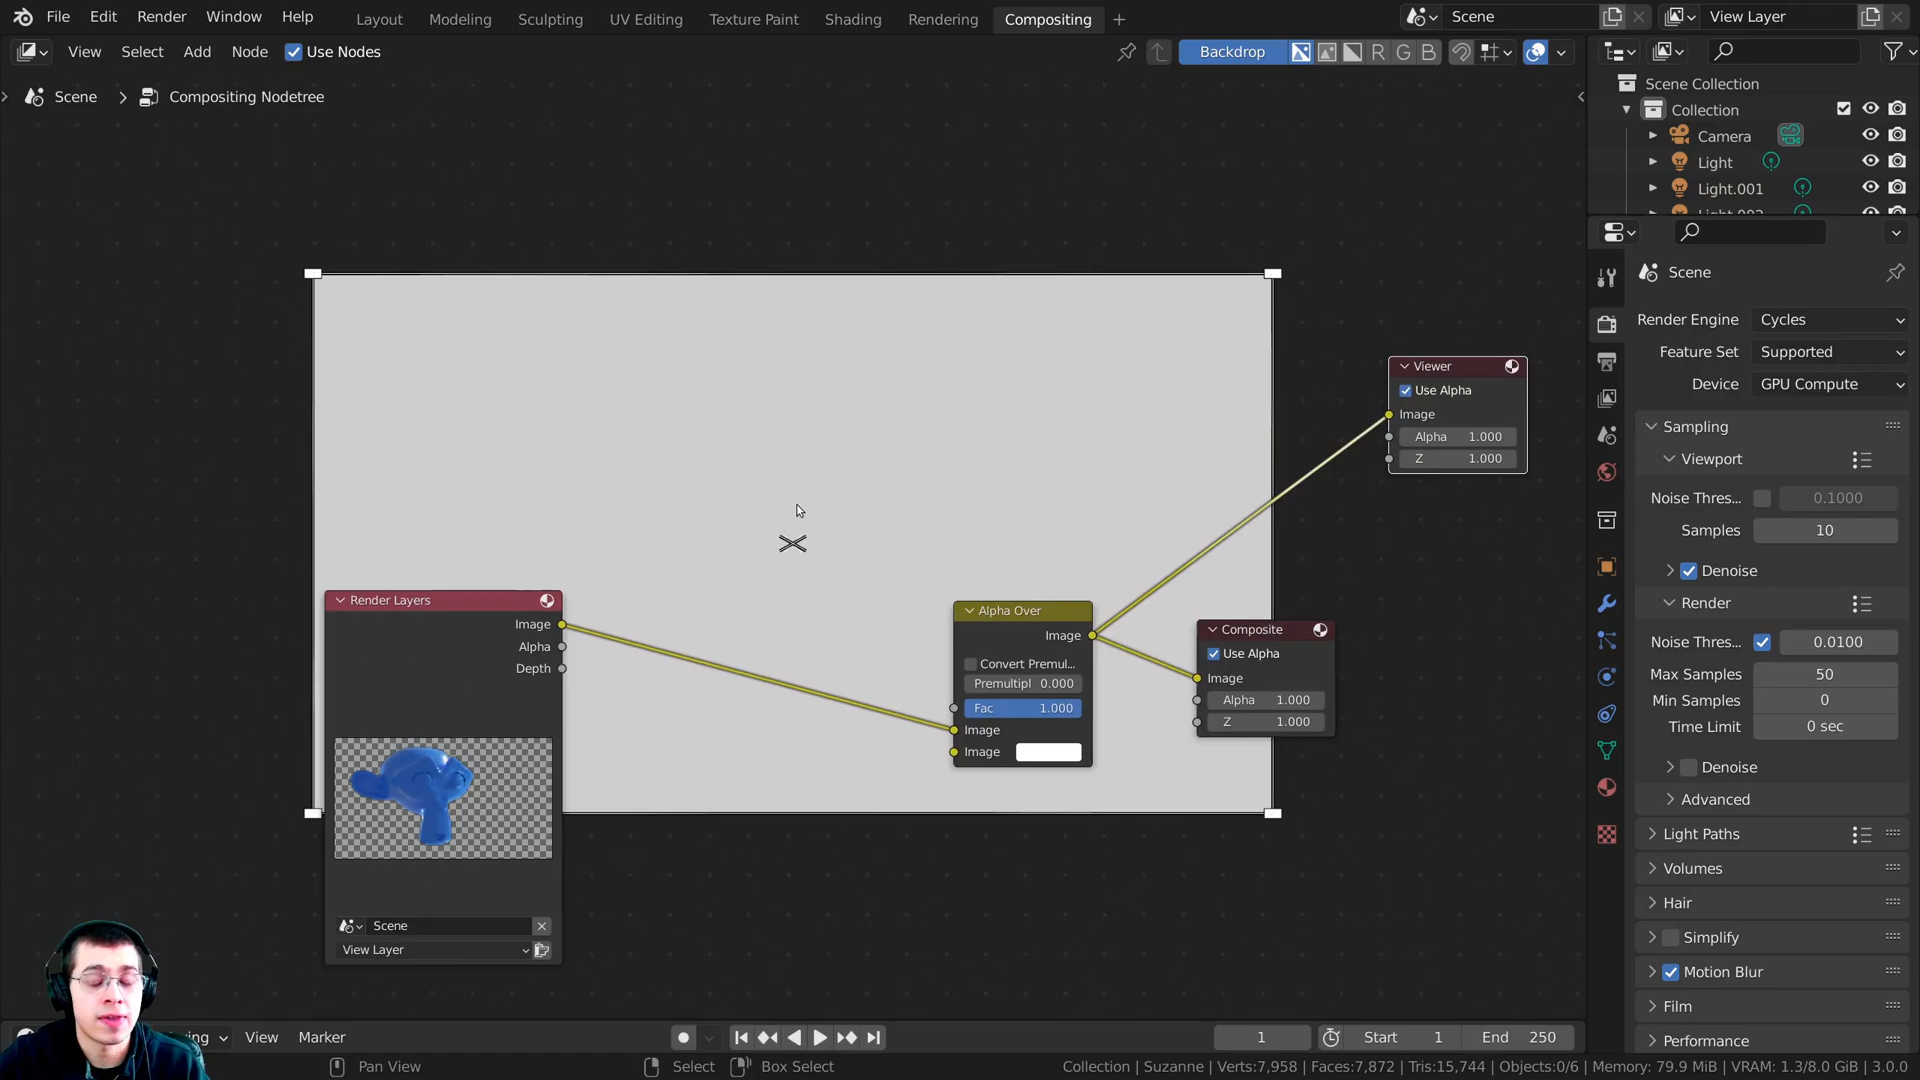 File Edit Render Window Help Layout Modeling Sculpting UV Editing Texture Paint Shading Rendering Compositing + Scene View Layer
View Select Add Node Use Nodes Backdrop R G B
Scene > Compositing Nodetree
Scene Collection
Collection
Camera
Light
Light.001
Scene
Render Engine Cycles
Feature Set Supported
Device GPU Compute
Sampling
Viewport
Noise Thres... 0.1000
Samples 10
Denoise
Render
Noise Thres... 0.0100
Max Samples 50
Min Samples 0
Time Limit 0 sec
Denoise
Advanced
Light Paths
Volumes
Hair
Simplify
Motion Blur
Film
Performance
Viewer
Use Alpha
Image
Alpha 1.000
Z 1.000
Render Layers
Image
Alpha
Depth
Scene
View Layer
Alpha Over
Image
Convert Premul...
Premultipl 0.000
Fac 1.000
Image
Image
Composite
Use Alpha
Image
Alpha 1.000
Z 1.000
View Marker 1 Start 1 End 250
Pan View Select Box Select Collection | Suzanne | Verts:7,958 | Faces:7,872 | Tris:15,744 | Objects:0/6 | Memory: 79.9 MiB | VRAM: 1.3/8.0 GiB | 3.0.0